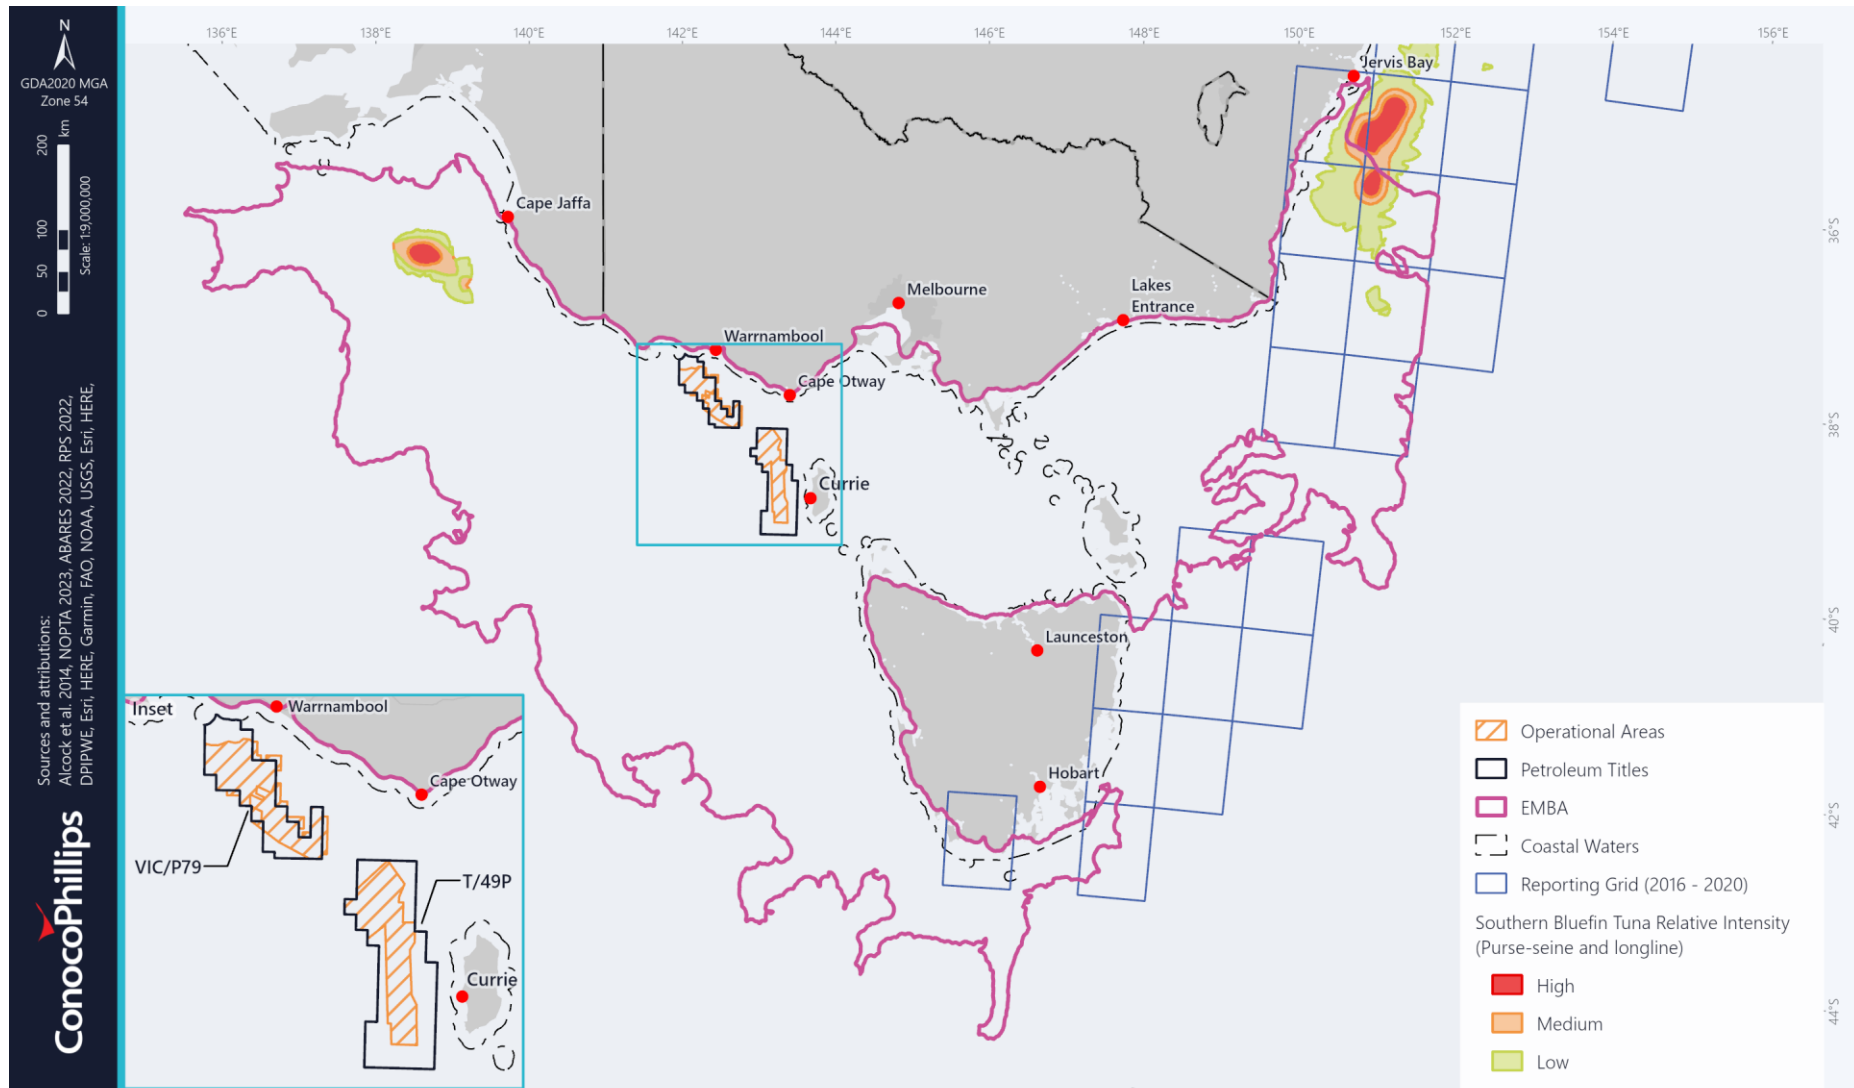 N
GDA2020 MGA
Zone 54
0 50 100 200
km
Scale: 1:9,000,000
Sources and attributions:
Alcock et al. 2014, NOPTA 2023, ABARES 2022, RPS 2022,
DPIPWE, Esri, HERE, Garmin, FAO, NOAA, USGS, Esri, HERE,
ConocoPhillips
136°E 138°E 140°E 142°E 144°E 146°E 148°E 150°E 152°E 154°E 156°E
Jervis Bay
Cape Jaffa
36°S
Melbourne
Lakes
Entrance
Warrnambool
Cape Otway
38°S
Currie
40°S
Launceston
Hobart
42°S
44°S
Inset
Warrnambool
Cape Otway
VIC/P79
T/49P
Currie
Operational Areas
Petroleum Titles
EMBA
Coastal Waters
Reporting Grid (2016 - 2020)
Southern Bluefin Tuna Relative Intensity
(Purse-seine and longline)
High
Medium
Low